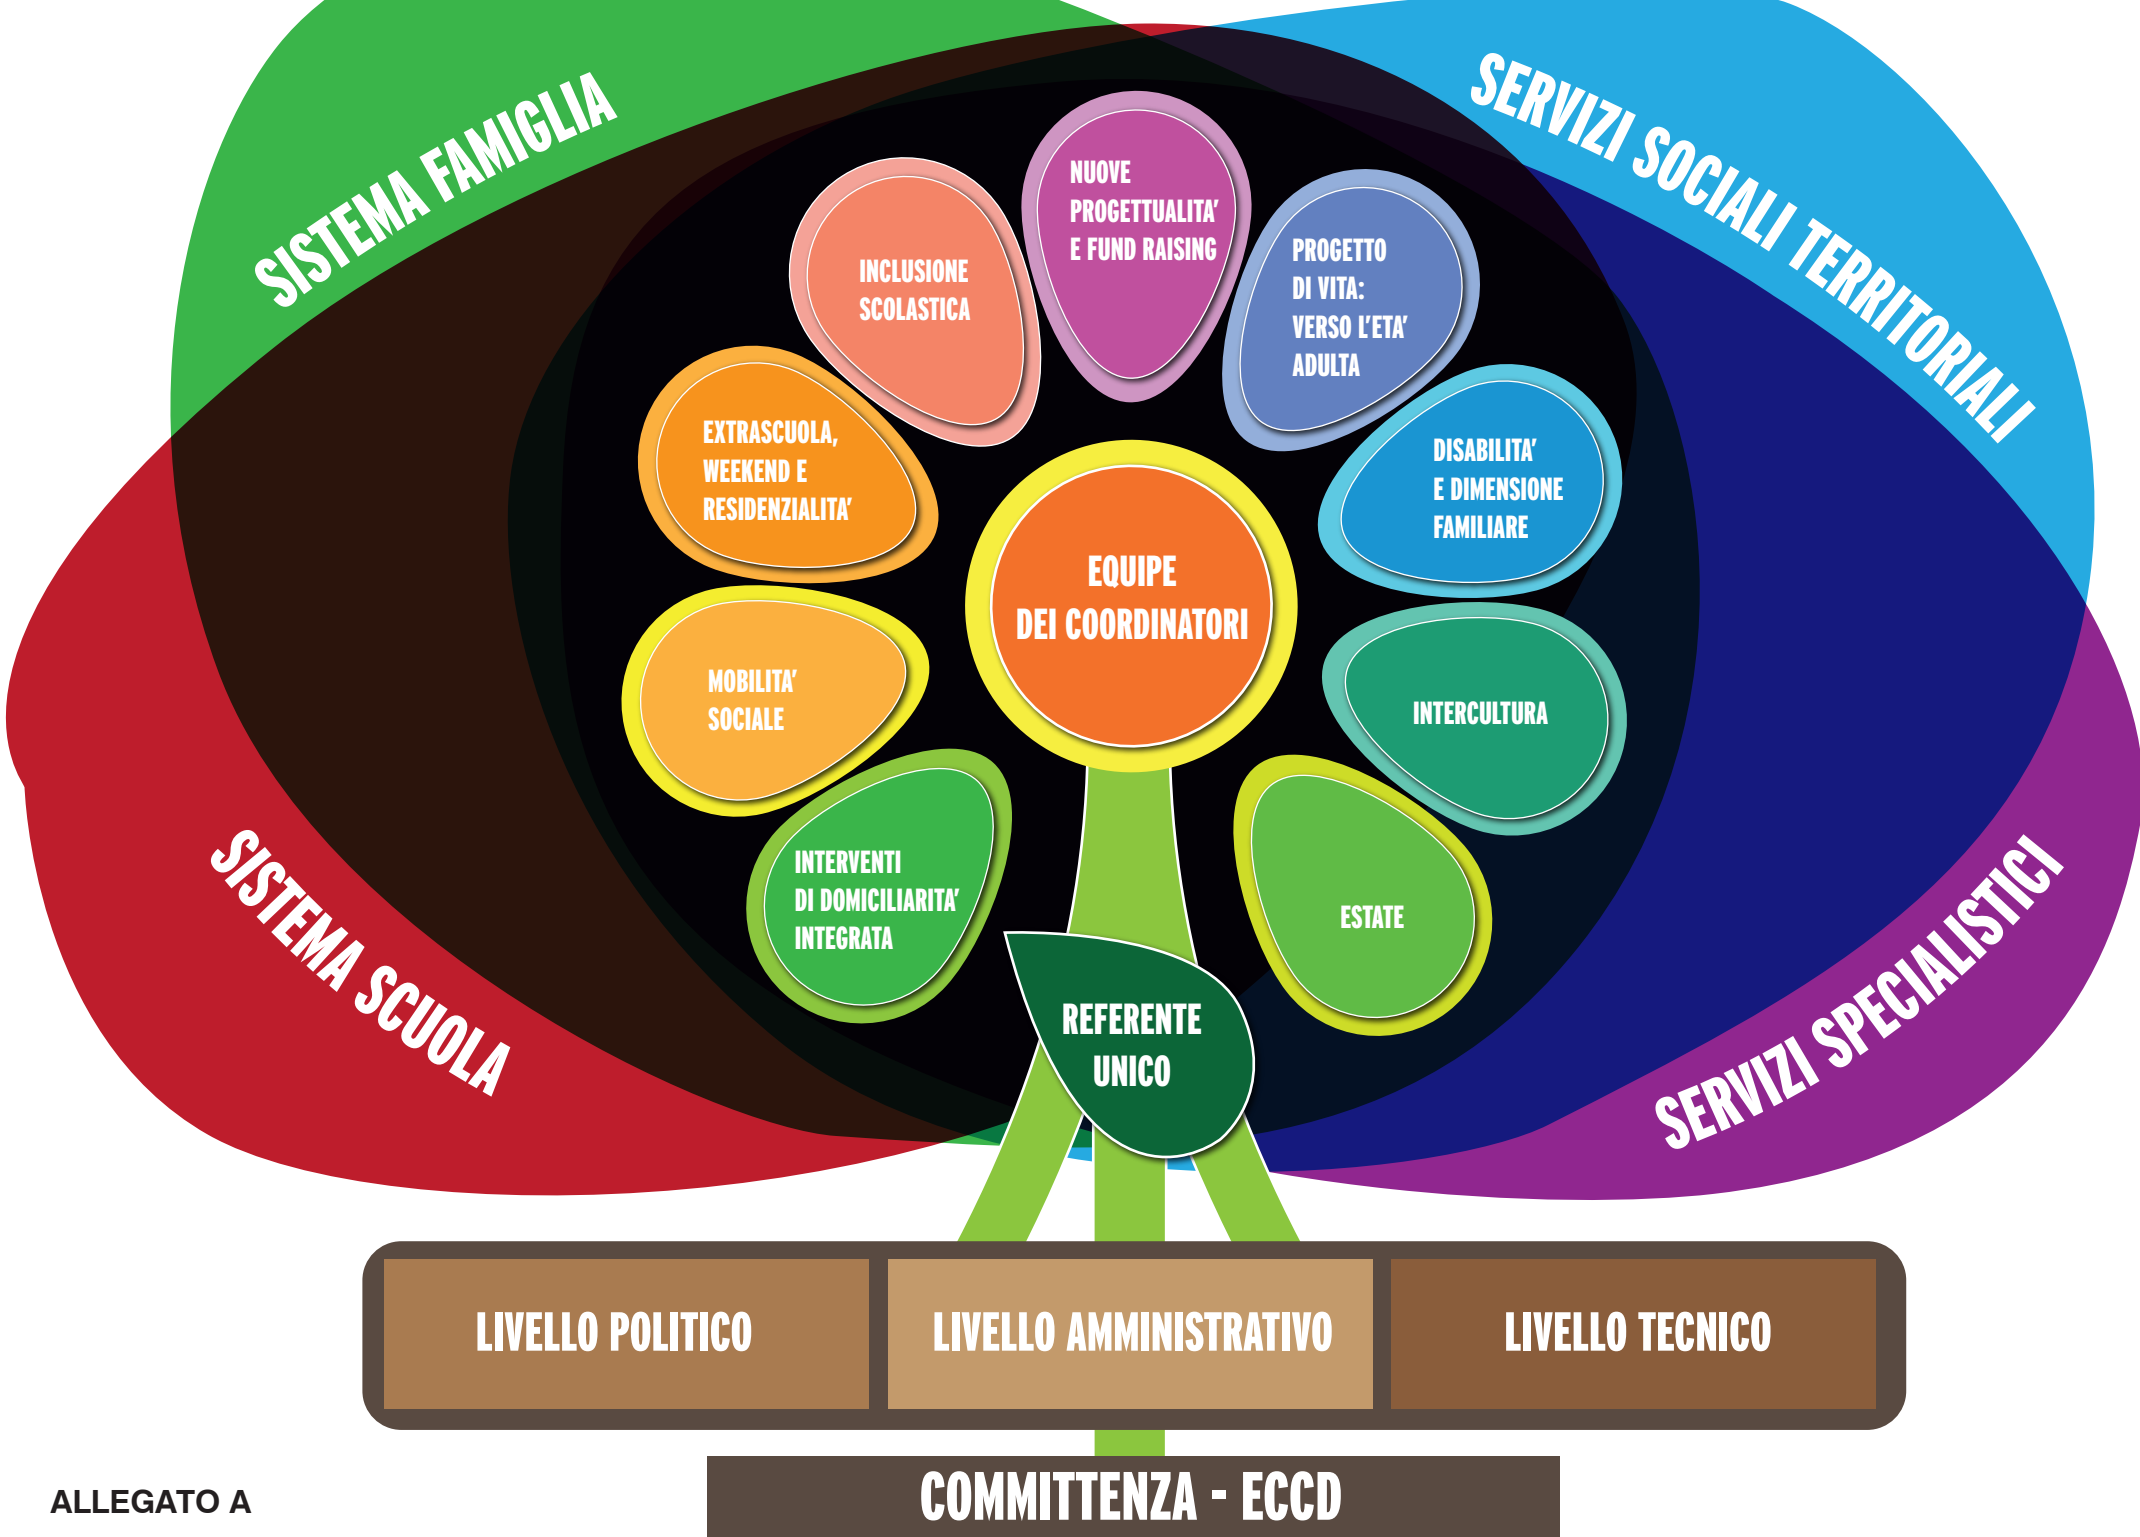 SISTEMA FAMIGLIA
SERVIZI SOCIALI TERRITORIALI
NUOVE
PROGETTUALITA’
E FUND RAISING
INCLUSIONE
SCOLASTICA
PROGETTO
DI VITA:
VERSO L’ETA’
ADULTA
EXTRASCUOLA,
WEEKEND E
RESIDENZIALITA’
DISABILITA’
E DIMENSIONE
FAMILIARE
EQUIPE
DEI COORDINATORI
MOBILITA’
SOCIALE
INTERCULTURA
INTERVENTI
DI DOMICILIARITA’
INTEGRATA
ESTATE
SISTEMA SCUOLA
SERVIZI SPECIALISTICI
REFERENTE
UNICO
LIVELLO POLITICO
LIVELLO AMMINISTRATIVO
LIVELLO TECNICO
COMMITTENZA - ECCD
ALLEGATO A